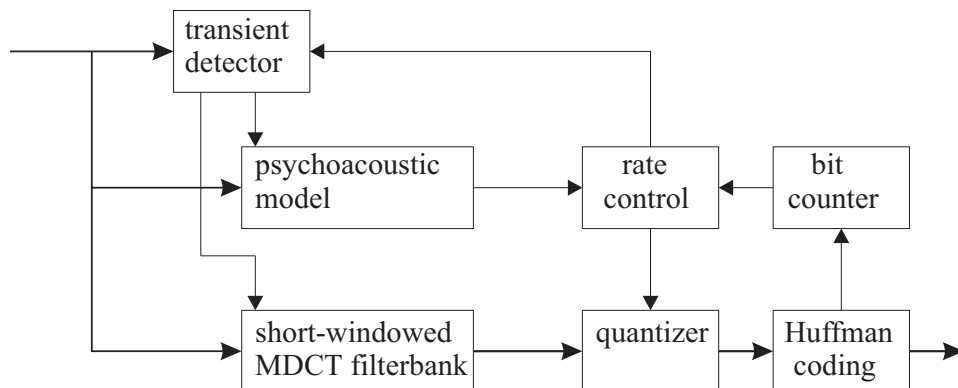 transient
detector
psychoacoustic
model
rate
control
bit
counter
short-windowed
MDCT filterbank
quantizer
Huffman
coding